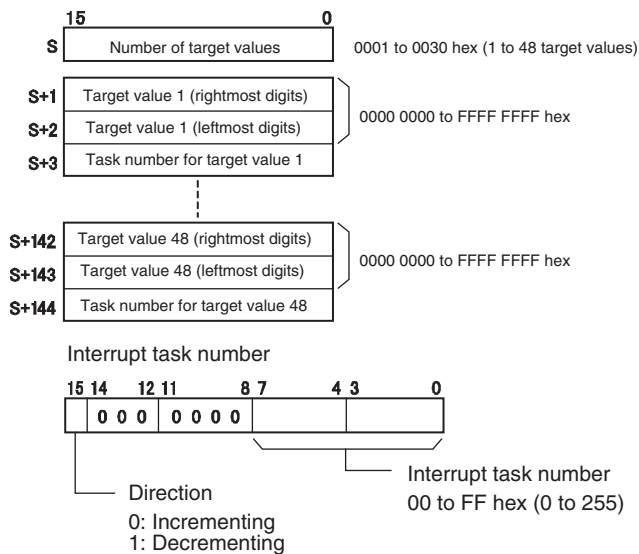 15 0
S Number of target values 0001 to 0030 hex (1 to 48 target values)
S+1 Target value 1 (rightmost digits)
0000 0000 to FFFF FFFF hex
S+2 Target value 1 (leftmost digits)
S+3 Task number for target value 1
S+142 Target value 48 (rightmost digits)
0000 0000 to FFFF FFFF hex
S+143 Target value 48 (leftmost digits)
S+144 Task number for target value 48
Interrupt task number
15 14 12 11 8 7 4 3 0
0 0 0 0 0 0 0
Interrupt task number
00 to FF hex (0 to 255)
Direction
0: Incrementing
1: Decrementing